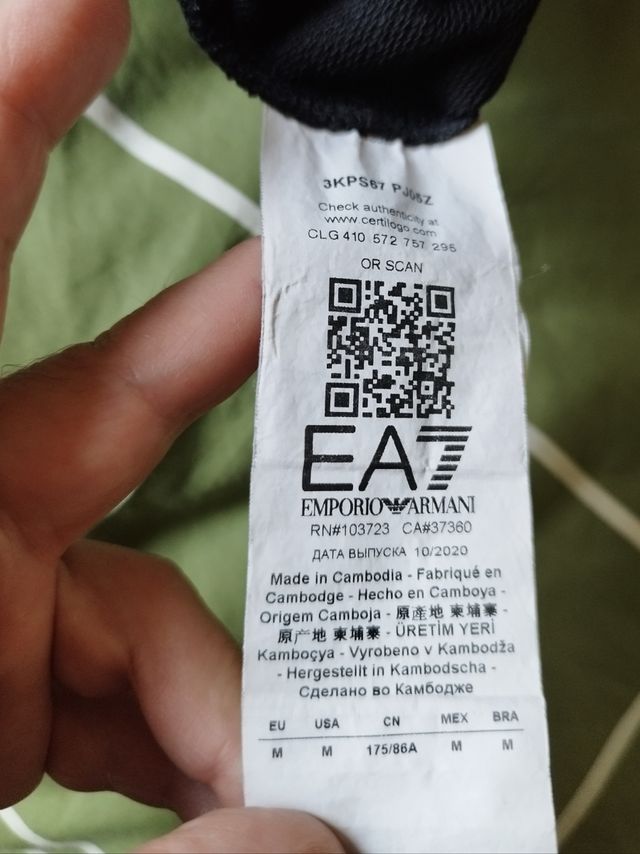 3KPS67 PJ05Z
Check authenticity at
www.certilogo.com
CLG 410 572 757 295
OR SCAN
EA7
EMPORIO ARMANI
RN#103723 CA#37360
ДАТА ВЫПУСКА 10/2020
Made in Cambodia - Fabriqué en
Cambodge - Hecho en Camboya -
Origem Camboja - 原產地 柬埔寨 -
原产地 柬埔寨 - ÜRETİM YERİ
Kamboçya - Vyrobeno v Kambodža
- Hergestellt in Kambodscha -
Сделано во Камбодже
EU USA CN MEX BRA
M M 175/86A M M